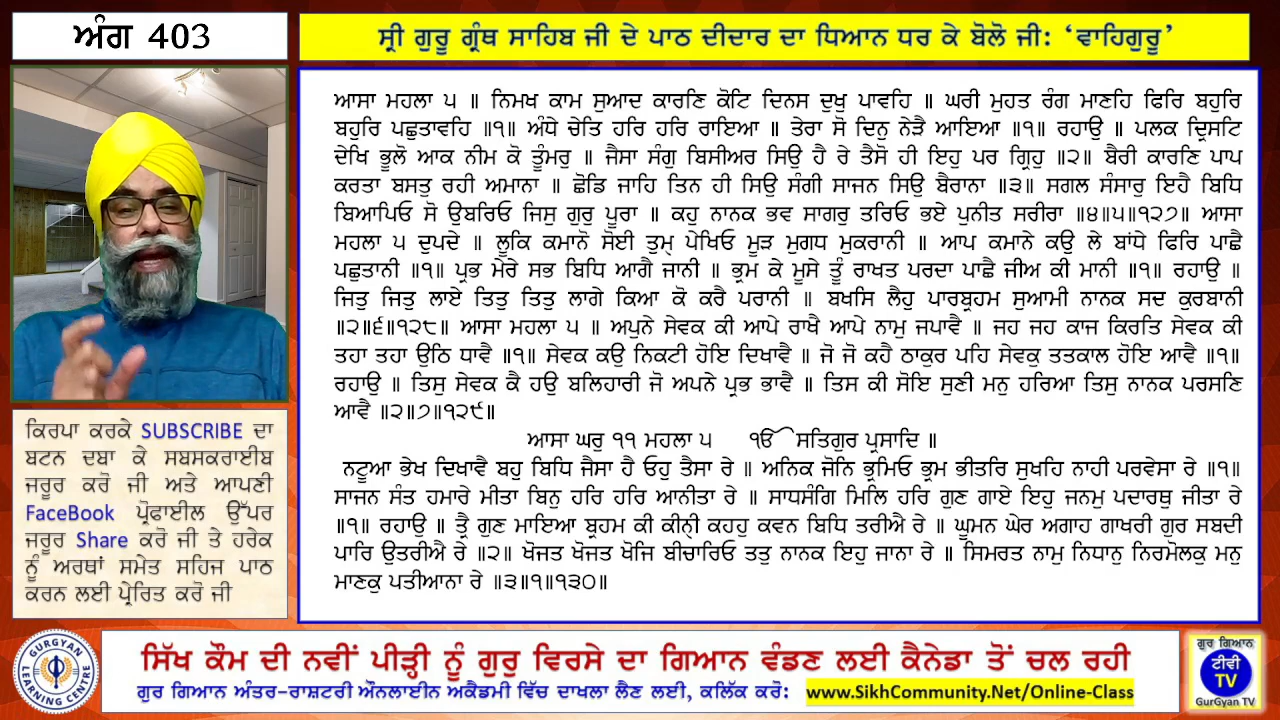 ਅੰਗ 403
ਸ੍ਰੀ ਗੁਰੂ ਗ੍ਰੰਥ ਸਾਹਿਬ ਜੀ ਦੇ ਪਾਠ ਦੀਦਾਰ ਦਾ ਧਿਆਨ ਧਰ ਕੇ ਬੋਲੋ ਜੀ: ‘ਵਾਹਿਗੁਰੂ’
ਆਸਾ ਮਹਲਾ ੫ ॥ ਨਿਮਖ ਕਾਮ ਸੁਆਦ ਕਾਰਣਿ ਕੋਟਿ ਦਿਨਸ ਦੁਖੁ ਪਾਵਹਿ ॥ ਘਰੀ ਮੁਹਤ ਰੰਗ ਮਾਣਹਿ ਫਿਰਿ ਬਹੁਰਿ
ਬਹੁਰਿ ਪਛੁਤਾਵਹਿ ॥੧॥ ਅੰਧੇ ਚੇਤਿ ਹਰਿ ਹਰਿ ਰਾਇਆ ॥ ਤੇਰਾ ਸੋ ਦਿਨੁ ਨੇੜੈ ਆਇਆ ॥੧॥ ਰਹਾਉ ॥ ਪਲਕ ਦ੍ਰਿਸਟਿ
ਦੇਖਿ ਭੂਲੋ ਆਕ ਨੀਮ ਕੋ ਤੂੰਮਰੁ ॥ ਜੈਸਾ ਸੰਗੁ ਬਿਸੀਅਰ ਸਿਉ ਹੈ ਰੇ ਤੈਸੋ ਹੀ ਇਹੁ ਪਰ ਗ੍ਰਿਹੁ ॥੨॥ ਬੈਰੀ ਕਾਰਣਿ ਪਾਪ
ਕਰਤਾ ਬਸਤੁ ਰਹੀ ਅਮਾਨਾ ॥ ਛੋਡਿ ਜਾਹਿ ਤਿਨ ਹੀ ਸਿਉ ਸੰਗੀ ਸਾਜਨ ਸਿਉ ਬੈਰਾਨਾ ॥੩॥ ਸਗਲ ਸੰਸਾਰੁ ਇਹੈ ਬਿਧਿ
ਬਿਆਪਿਓ ਸੋ ਉਬਰਿਓ ਜਿਸੁ ਗੁਰੁ ਪੂਰਾ ॥ ਕਹੁ ਨਾਨਕ ਭਵ ਸਾਗਰੁ ਤਰਿਓ ਭਏ ਪੁਨੀਤ ਸਰੀਰਾ ॥੪॥੫॥੧੨੭॥ ਆਸਾ
ਮਹਲਾ ੫ ਦੁਪਦੇ ॥ ਲੂਕਿ ਕਮਾਨੋ ਸੋਈ ਤੁਮ੍ ਪੇਖਿਓ ਮੂੜ ਮੁਗਧ ਮੁਕਰਾਨੀ ॥ ਆਪ ਕਮਾਨੇ ਕਉ ਲੇ ਬਾਂਧੇ ਫਿਰਿ ਪਾਛੈ
ਪਛੁਤਾਨੀ ॥੧॥ ਪ੍ਰਭ ਮੇਰੇ ਸਭ ਬਿਧਿ ਆਗੈ ਜਾਨੀ ॥ ਭ੍ਰਮ ਕੇ ਮੂਸੇ ਤੂੰ ਰਾਖਤ ਪਰਦਾ ਪਾਛੈ ਜੀਅ ਕੀ ਮਾਨੀ ॥੧॥ ਰਹਾਉ ॥
ਜਿਤੁ ਜਿਤੁ ਲਾਏ ਤਿਤੁ ਤਿਤੁ ਲਾਗੇ ਕਿਆ ਕੋ ਕਰੈ ਪਰਾਨੀ ॥ ਬਖਸਿ ਲੈਹੁ ਪਾਰਬ੍ਰਹਮ ਸੁਆਮੀ ਨਾਨਕ ਸਦ ਕੁਰਬਾਨੀ
॥੨॥੬॥੧੨੮॥ ਆਸਾ ਮਹਲਾ ੫ ॥ ਅਪੁਨੇ ਸੇਵਕ ਕੀ ਆਪੇ ਰਾਖੈ ਆਪੇ ਨਾਮੁ ਜਪਾਵੈ ॥ ਜਹ ਜਹ ਕਾਜ ਕਿਰਤਿ ਸੇਵਕ ਕੀ
ਤਹਾ ਤਹਾ ਉਠਿ ਧਾਵੈ ॥੧॥ ਸੇਵਕ ਕਉ ਨਿਕਟੀ ਹੋਇ ਦਿਖਾਵੈ ॥ ਜੋ ਜੋ ਕਹੈ ਠਾਕੁਰ ਪਹਿ ਸੇਵਕੁ ਤਤਕਾਲ ਹੋਇ ਆਵੈ ॥੧॥
ਰਹਾਉ ॥ ਤਿਸੁ ਸੇਵਕ ਕੈ ਹਉ ਬਲਿਹਾਰੀ ਜੋ ਅਪਨੇ ਪ੍ਰਭ ਭਾਵੈ ॥ ਤਿਸ ਕੀ ਸੋਇ ਸੁਣੀ ਮਨੁ ਹਰਿਆ ਤਿਸੁ ਨਾਨਕ ਪਰਸਣਿ
ਆਵੈ ॥੨॥੭॥੧੨੯॥
ਆਸਾ ਘਰੁ ੧੧ ਮਹਲਾ ੫ ੴ ਸਤਿਗੁਰ ਪ੍ਰਸਾਦਿ ॥
ਨਟੂਆ ਭੇਖ ਦਿਖਾਵੈ ਬਹੁ ਬਿਧਿ ਜੈਸਾ ਹੈ ਓਹੁ ਤੈਸਾ ਰੇ ॥ ਅਨਿਕ ਜੋਨਿ ਭ੍ਰਮਿਓ ਭ੍ਰਮ ਭੀਤਰਿ ਸੁਖਹਿ ਨਾਹੀ ਪਰਵੇਸਾ ਰੇ ॥੧॥
ਸਾਜਨ ਸੰਤ ਹਮਾਰੇ ਮੀਤਾ ਬਿਨੁ ਹਰਿ ਹਰਿ ਆਨੀਤਾ ਰੇ ॥ ਸਾਧਸੰਗਿ ਮਿਲਿ ਹਰਿ ਗੁਣ ਗਾਏ ਇਹੁ ਜਨਮੁ ਪਦਾਰਥੁ ਜੀਤਾ ਰੇ
॥੧॥ ਰਹਾਉ ॥ ਤ੍ਰੈ ਗੁਣ ਮਾਇਆ ਬ੍ਰਹਮ ਕੀ ਕੀਨੀ੍ ਕਹਹੁ ਕਵਨ ਬਿਧਿ ਤਰੀਐ ਰੇ ॥ ਘੂਮਨ ਘੇਰ ਅਗਾਹ ਗਾਖਰੀ ਗੁਰ ਸਬਦੀ
ਪਾਰਿ ਉਤਰੀਐ ਰੇ ॥੨॥ ਖੋਜਤ ਖੋਜਤ ਖੋਜਿ ਬੀਚਾਰਿਓ ਤਤੁ ਨਾਨਕ ਇਹੁ ਜਾਨਾ ਰੇ ॥ ਸਿਮਰਤ ਨਾਮੁ ਨਿਧਾਨੁ ਨਿਰਮੋਲਕੁ ਮਨੁ
ਮਾਣਕੁ ਪਤੀਆਨਾ ਰੇ ॥੩॥੧॥੧੩੦॥
ਕਿਰਪਾ ਕਰਕੇ SUBSCRIBE ਦਾ
ਬਟਨ ਦਬਾ ਕੇ ਸਬਸਕਰਾਈਬ
ਜਰੂਰ ਕਰੋ ਜੀ ਅਤੇ ਆਪਣੀ
FaceBook ਪ੍ਰੋਫਾਈਲ ਉੱਪਰ
ਜਰੂਰ Share ਕਰੋ ਜੀ ਤੇ ਹਰੇਕ
ਨੂੰ ਅਰਥਾਂ ਸਮੇਤ ਸਹਿਜ ਪਾਠ
ਕਰਨ ਲਈ ਪ੍ਰੇਰਿਤ ਕਰੋ ਜੀ
GURGYAN
LEARNING CENTRE
ਸਿੱਖ ਕੌਮ ਦੀ ਨਵੀਂ ਪੀੜ੍ਹੀ ਨੂੰ ਗੁਰੁ ਵਿਰਸੇ ਦਾ ਗਿਆਨ ਵੰਡਣ ਲਈ ਕੈਨੇਡਾ ਤੋਂ ਚਲ ਰਹੀ
ਗੁਰ ਗਿਆਨ ਅੰਤਰ-ਰਾਸ਼ਟਰੀ ਔਨਲਾਈਨ ਅਕੈਡਮੀ ਵਿੱਚ ਦਾਖਲਾ ਲੈਣ ਲਈ, ਕਲਿੱਕ ਕਰੋ: www.SikhCommunity.Net/Online-Class
ਗੁਰ ਗਿਆਨ
ਟੀਵੀ
TV
GurGyan TV